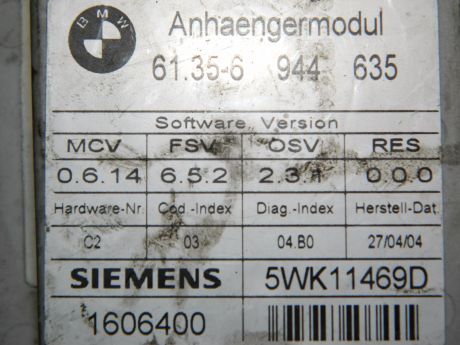 BMW
Anhaengermodul
61.35-6 944 635
Software Version
MCV FSV OSV RES
0.6.14 6.5.2 2.3.1 0.0.0
Hardware-Nr. Cod.-Index Diag.-Index Herstell-Dat.
C2 03 04.B0 27/04/04
SIEMENS 5WK11469D
1606400